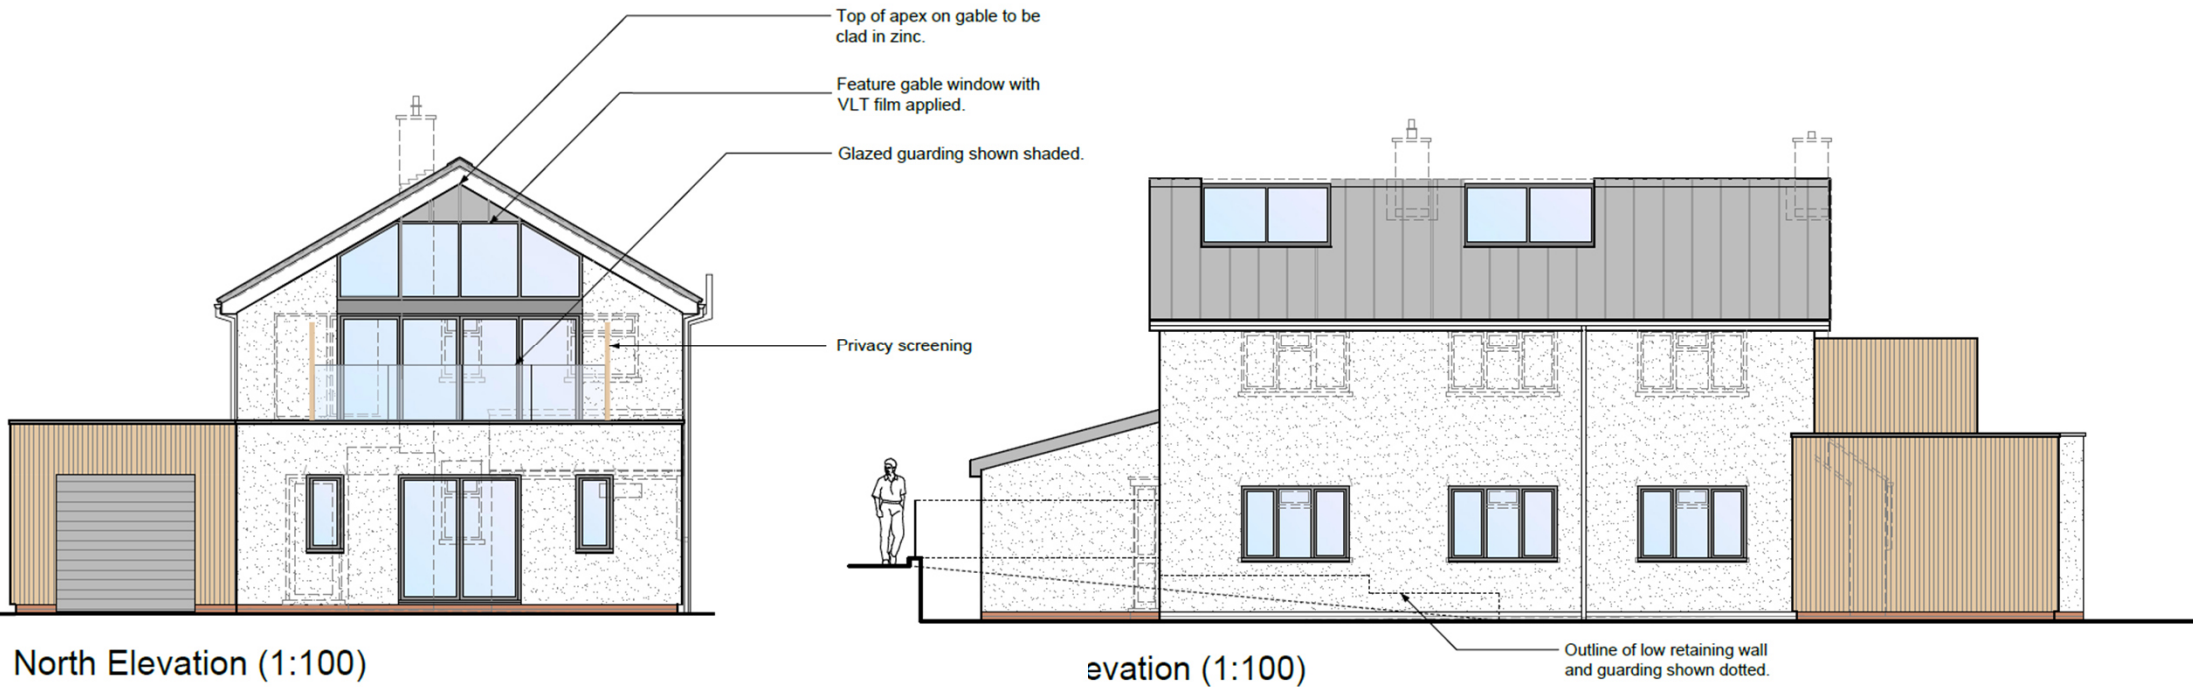 Top of apex on gable to be
clad in zinc.
Feature gable window with
VLT film applied.
Glazed guarding shown shaded.
Privacy screening
Outline of low retaining wall
and guarding shown dotted.
North Elevation (1:100)
evation (1:100)